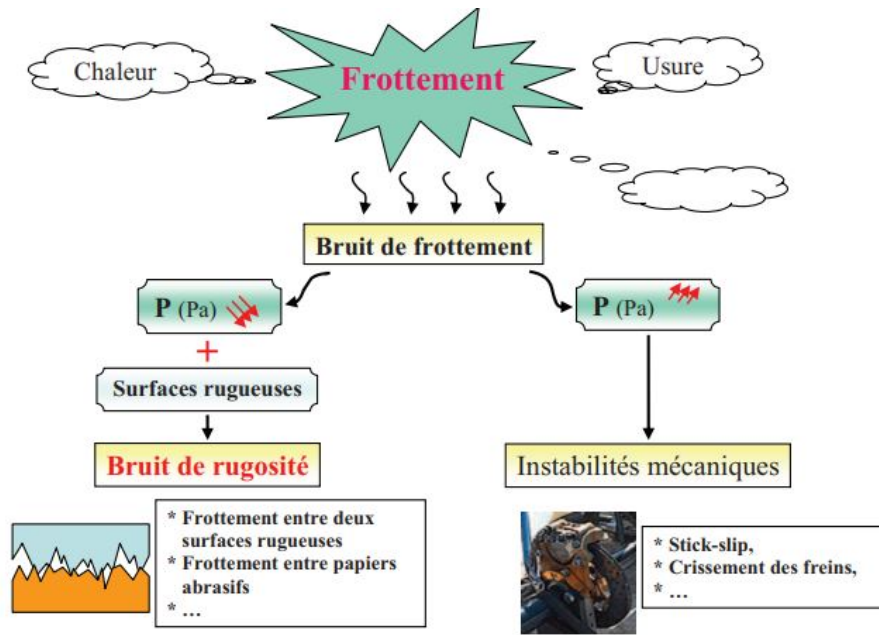 Chaleur
Frottement
Usure
Bruit de frottement
P (Pa)
+
Surfaces rugueuses
Bruit de rugosité
* Frottement entre deux
surfaces rugueuses
* Frottement entre papiers
abrasifs
* ...
P (Pa)
Instabilités mécaniques
* Stick-slip,
* Crissement des freins,
* ...